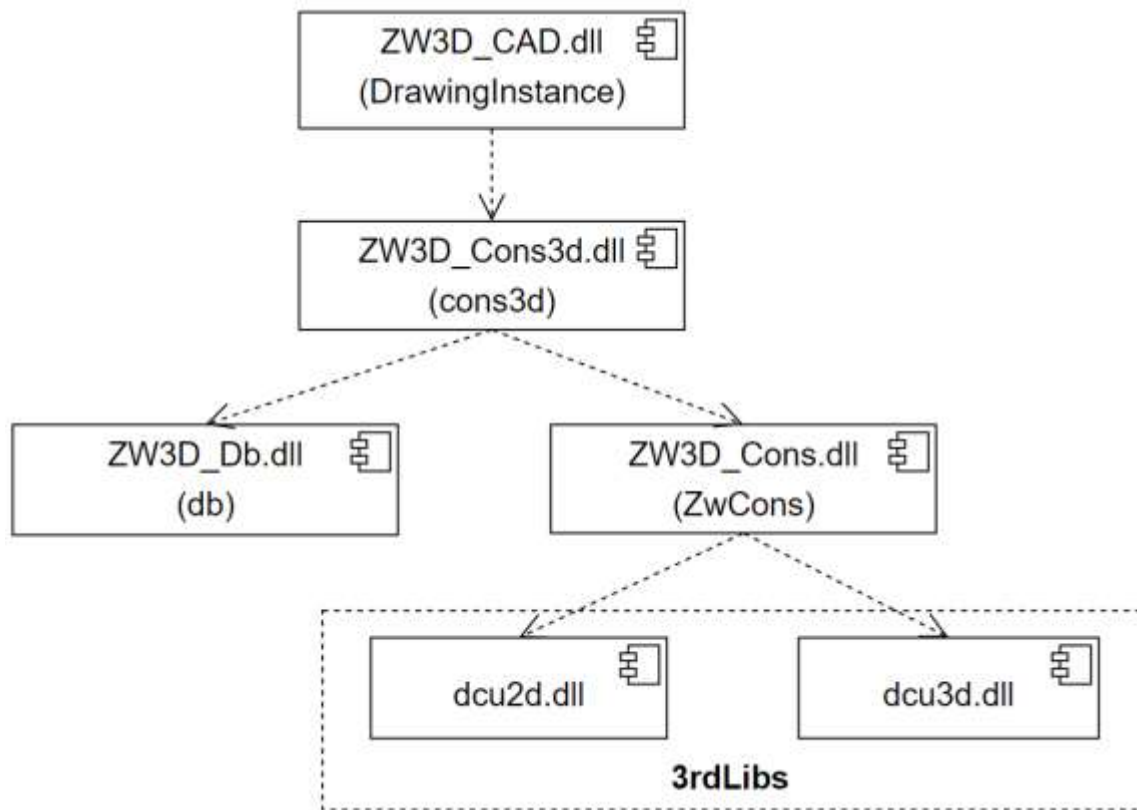 ZW3D_CAD.dll
(DrawingInstance)
ZW3D_Cons3d.dll
(cons3d)
ZW3D_Db.dll
(db)
ZW3D_Cons.dll
(ZwCons)
dcu2d.dll
dcu3d.dll
3rdLibs